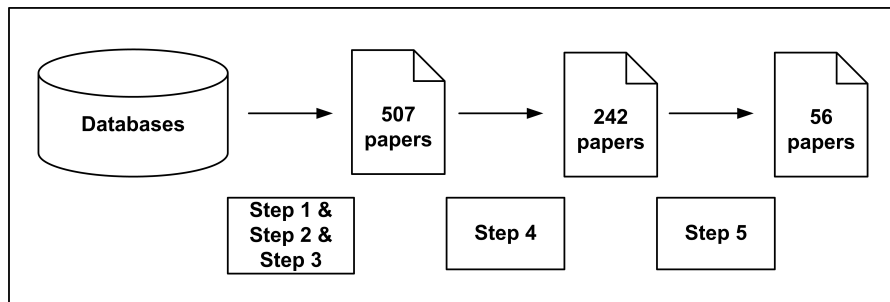 Databases
507
papers
242
papers
56
papers
Step 1 &
Step 2 &
Step 3
Step 4
Step 5